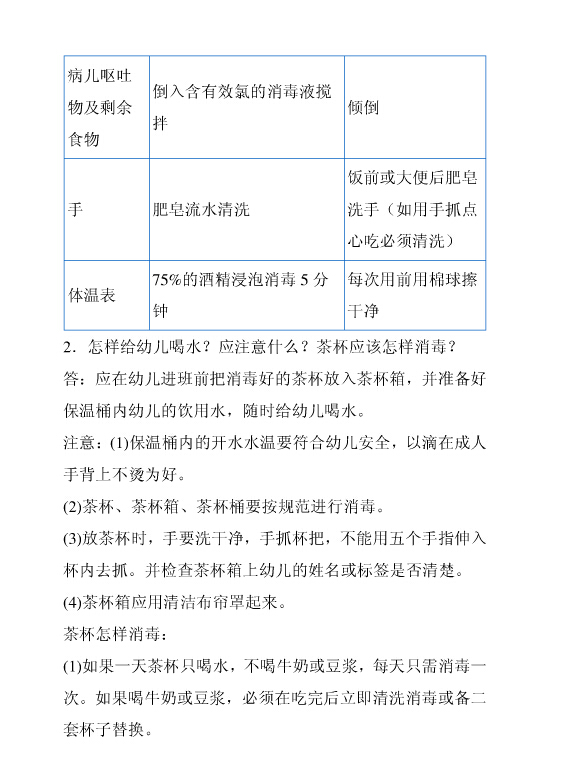 病儿呕吐
物及剩余
食物
倒入含有效氯的消毒液搅
拌
倾倒
手
肥皂流水清洗
饭前或大便后肥皂
洗手（如用手抓点
心吃必须清洗）
体温表
75%的酒精浸泡消毒 5 分
钟
每次用前用棉球擦
干净
2．怎样给幼儿喝水？应注意什么？茶杯应该怎样消毒？
答：应在幼儿进班前把消毒好的茶杯放入茶杯箱，并准备好
保温桶内幼儿的饮用水，随时给幼儿喝水。
注意：(1)保温桶内的开水水温要符合幼儿安全，以滴在成人
手背上不烫为好。
(2)茶杯、茶杯箱、茶杯桶要按规范进行消毒。
(3)放茶杯时，手要洗干净，手抓杯把，不能用五个手指伸入
杯内去抓。并检查茶杯箱上幼儿的姓名或标签是否清楚。
(4)茶杯箱应用清洁布帘罩起来。
茶杯怎样消毒：
(1)如果一天茶杯只喝水，不喝牛奶或豆浆，每天只需消毒一
次。如果喝牛奶或豆浆，必须在吃完后立即清洗消毒或备二
套杯子替换。